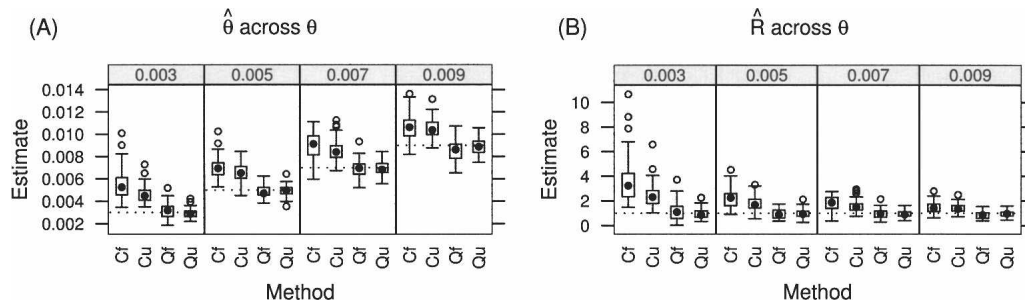 (A) θ̂ across θ
0.003 0.005 0.007 0.009
Estimate
0.014
0.012
0.010
0.008
0.006
0.004
0.002
Cf Cu Qf Qu Cf Cu Qf Qu Cf Cu Qf Qu Cf Cu Qf Qu
Method
(B) R̂ across θ
0.003 0.005 0.007 0.009
Estimate
10
8
6
4
2
0
Cf Cu Qf Qu Cf Cu Qf Qu Cf Cu Qf Qu Cf Cu Qf Qu
Method